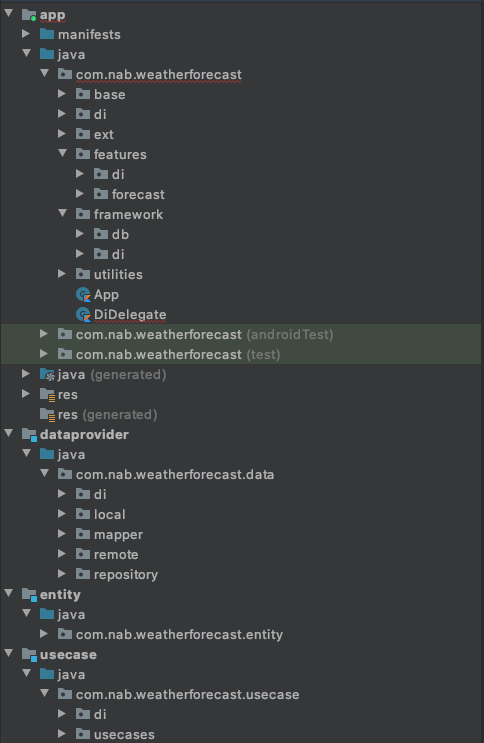 app
manifests
java
com.nab.weatherforecast
base
di
ext
features
di
forecast
framework
db
di
utilities
App
DiDelegate
com.nab.weatherforecast (androidTest)
com.nab.weatherforecast (test)
java (generated)
res
res (generated)
dataprovider
java
com.nab.weatherforecast.data
di
local
mapper
remote
repository
entity
java
com.nab.weatherforecast.entity
usecase
java
com.nab.weatherforecast.usecase
di
usecases